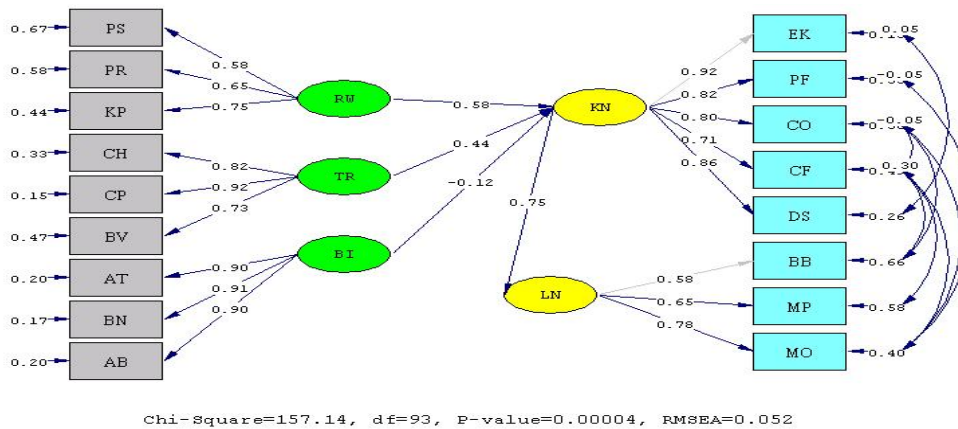 0.67 PS
0.58 PR
0.44 KP
0.33 CH
0.15 CP
0.47 BV
0.20 AT
0.17 BN
0.20 AB
0.58
0.65
0.75
0.82
0.92
0.73
0.90
0.91
0.90
RW
TR
BI
0.58
0.44
-0.12
KN
0.75
LN
0.92
0.82
0.80
0.71
0.86
0.58
0.65
0.78
EK 0.05
PF -0.05
CO -0.05
CF 0.30
DS 0.26
BB 0.66
MP 0.58
MO 0.40
Chi-Square=157.14, df=93, P-value=0.00004, RMSEA=0.052